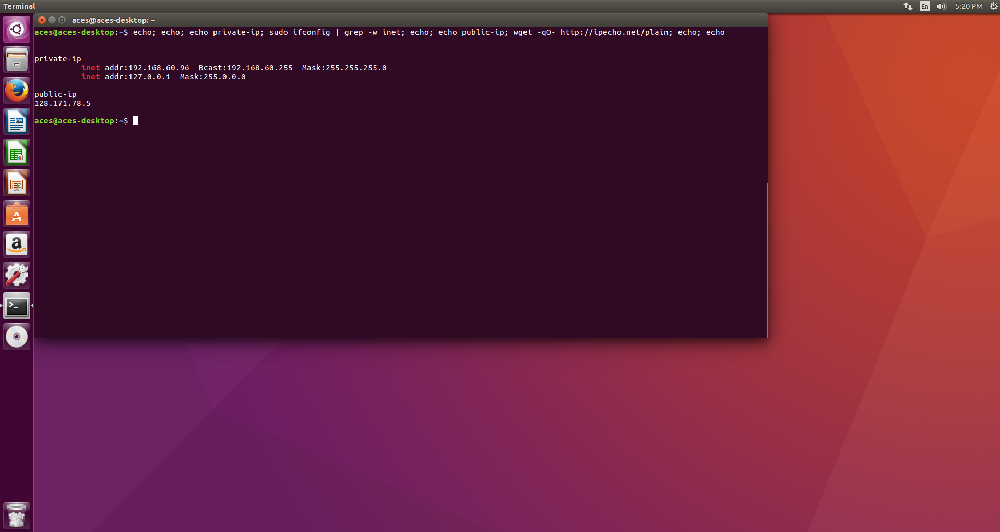 Terminal
En
5:20 PM
aces@aces-desktop: ~
aces@aces-desktop:~$ echo; echo; echo private-ip; sudo ifconfig | grep -w inet; echo; echo public-ip; wget -qO- http://ipecho.net/plain; echo; echo
private-ip
inet addr:192.168.60.96  Bcast:192.168.60.255  Mask:255.255.255.0
inet addr:127.0.0.1  Mask:255.0.0.0
public-ip
128.171.78.5
aces@aces-desktop:~$